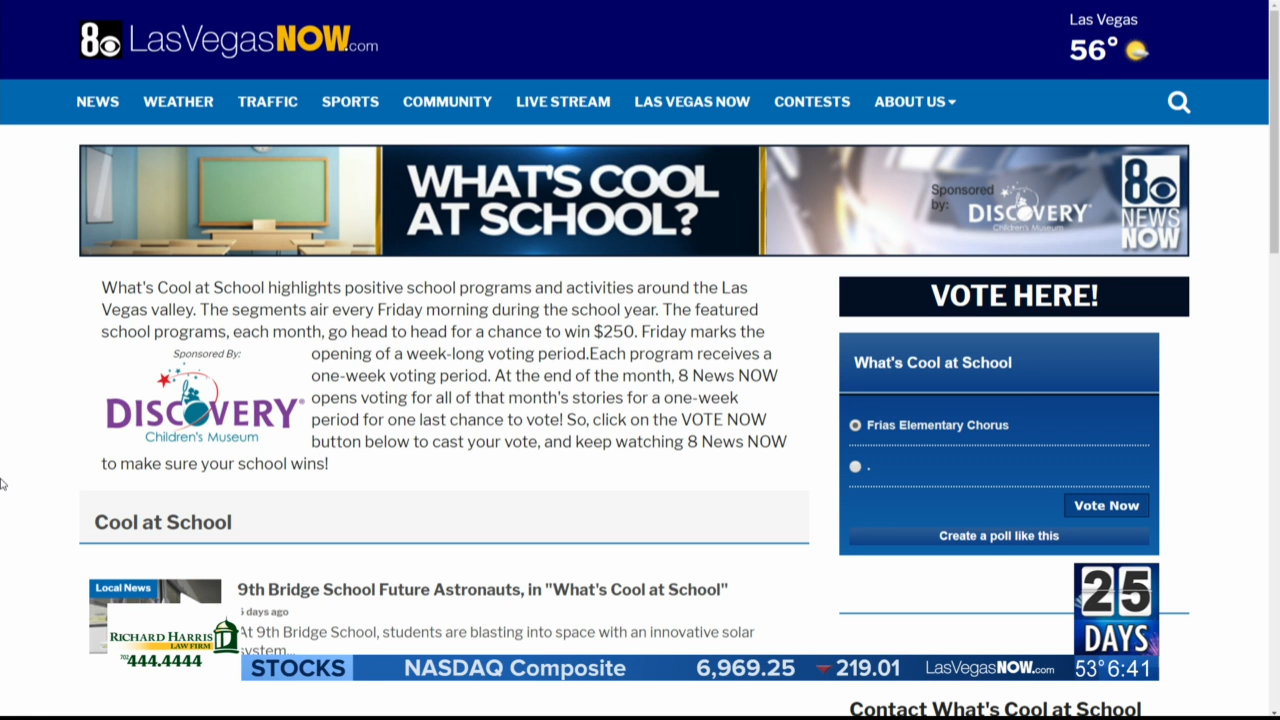 8 LasVegasNOW.com
Las Vegas
56°
NEWS WEATHER TRAFFIC SPORTS COMMUNITY LIVE STREAM LAS VEGAS NOW CONTESTS ABOUT US
WHAT'S COOL
AT SCHOOL?
Sponsored
by:
DISCOVERY
Children's Museum
8
NEWS
NOW
What's Cool at School highlights positive school programs and activities around the Las
Vegas valley. The segments air every Friday morning during the school year. The featured
school programs, each month, go head to head for a chance to win $250. Friday marks the
Sponsored By:
DISCOVERY®
Children's Museum
opening of a week-long voting period.Each program receives a
one-week voting period. At the end of the month, 8 News NOW
opens voting for all of that month's stories for a one-week
period for one last chance to vote! So, click on the VOTE NOW
button below to cast your vote, and keep watching 8 News NOW
to make sure your school wins!
VOTE HERE!
What's Cool at School
Frias Elementary Chorus
.
Vote Now
Create a poll like this
Cool at School
Local News
9th Bridge School Future Astronauts, in "What's Cool at School"
days ago
At 9th Bridge School, students are blasting into space with an innovative solar
system...
RICHARD HARRIS
LAW FIRM
702 444.4444
25
DAYS
STOCKS NASDAQ Composite 6,969.25 219.01 LasVegasNOW.com 53° 6:41
Contact What's Cool at School